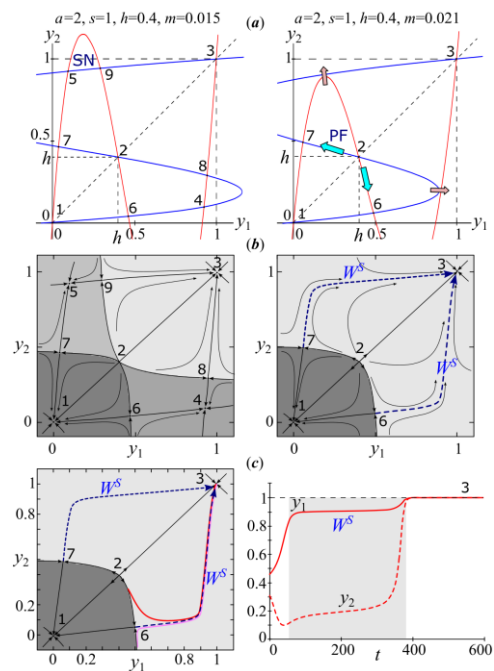 a=2, s=1, h=0.4, m=0.015 (a) a=2, s=1, h=0.4, m=0.021
y₂ y₂
SN 3 3
1 5 9 1
0.5 7 0.5 7 PF
h 2 h 2
8
4
1 6 1 6
0 0
0 h 0.5 1 y₁ 0 h 0.5 1 y₁
(b)
1 3 1 3
5 9 Wˢ
y₂ y₂
7 2 7 2
8 Wˢ
1 6 4 1 6
0 0
0 y₁ 1 0 y₁ 1
(c)
1 3 1 3
Wˢ y₁
0.8 0.8 Wˢ
y₂ 0.6
7 2 Wˢ 0.4
0.2 1 6 0.2 y₂
0 0
0 0.2 y₁ 0.8 1 0 200 t 400 600